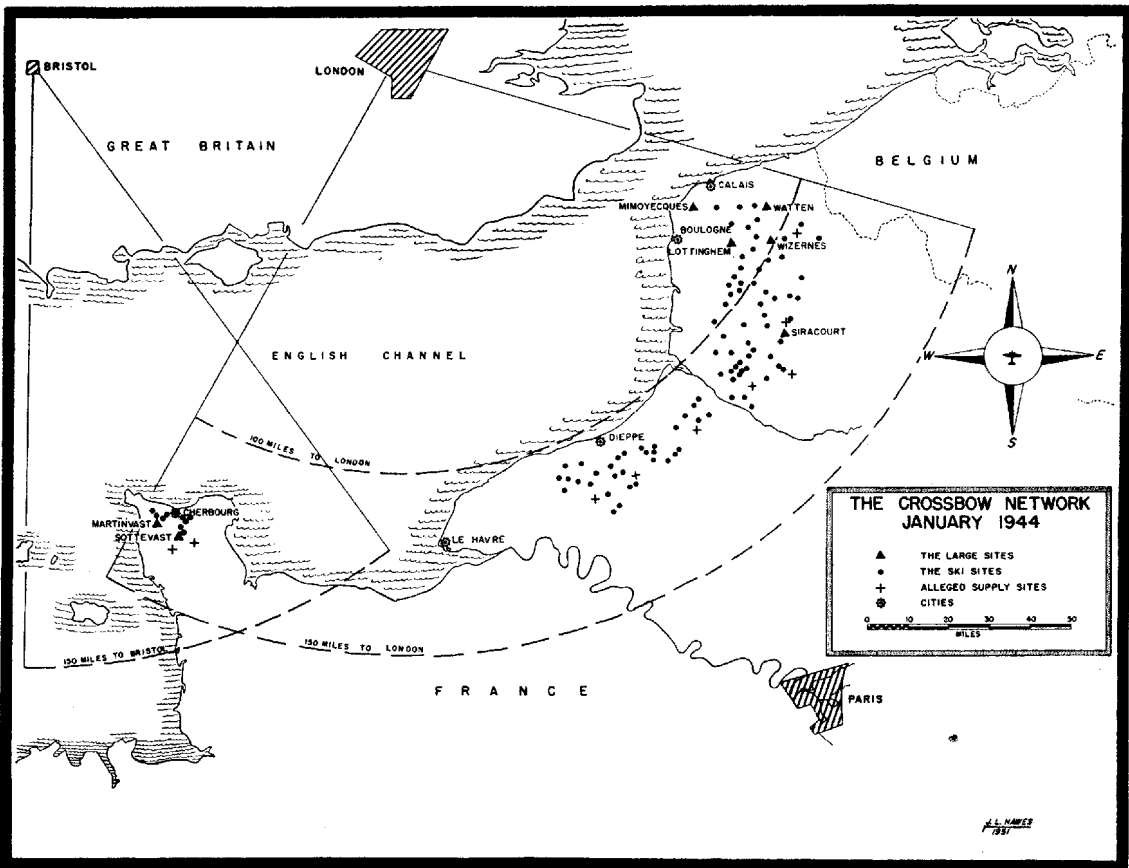 BRISTOL
LONDON
GREAT BRITAIN
BELGIUM
CALAIS
MIMOYECQUES
WATTEN
BOULOGNE
LOTTINGHEM
WIZERNES
N
SIRACOURT
ENGLISH CHANNEL
W
E
S
100 MILES TO LONDON
DIEPPE
CHERBOURG
MARTINVAST
SOTTEVAST
LE HAVRE
THE CROSSBOW NETWORK
JANUARY 1944
THE LARGE SITES
THE SKI SITES
ALLEGED SUPPLY SITES
CITIES
0 10 20 30 40 50
MILES
150 MILES TO BRISTOL
150 MILES TO LONDON
FRANCE
PARIS
J. L. HAWES
1951